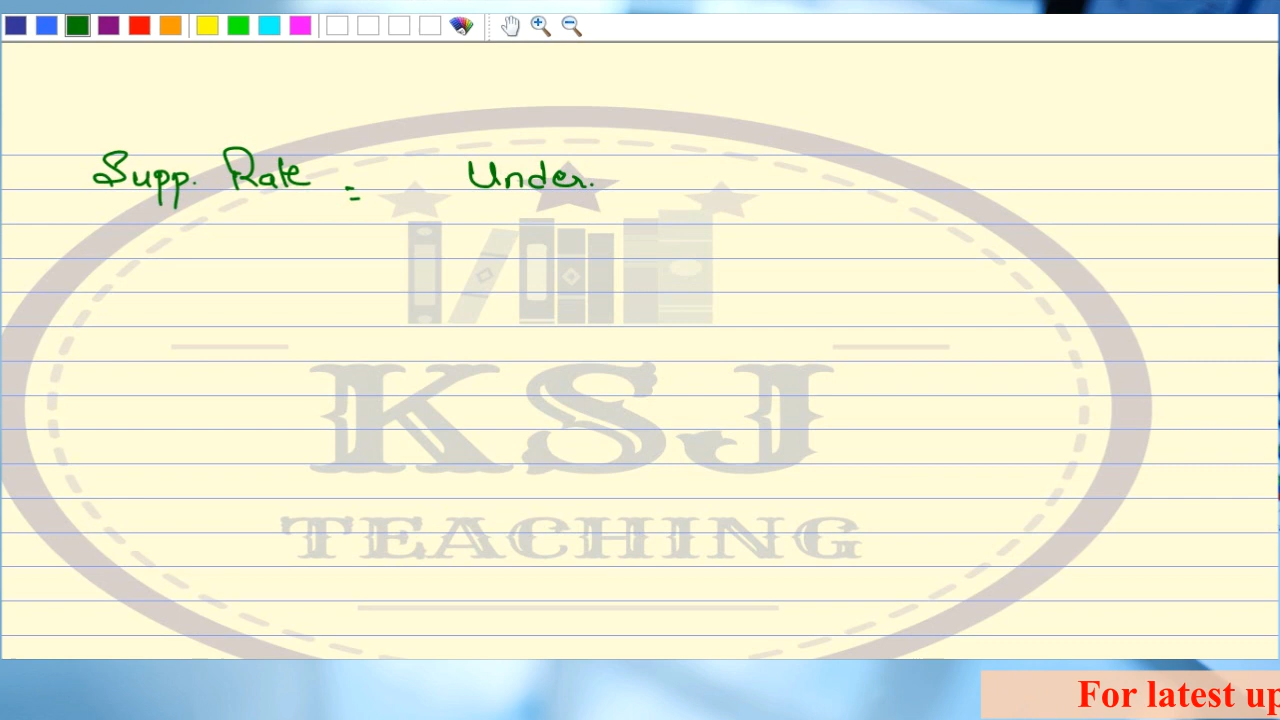 Supp. Rate = Under.
KSJ
TEACHING
For latest up